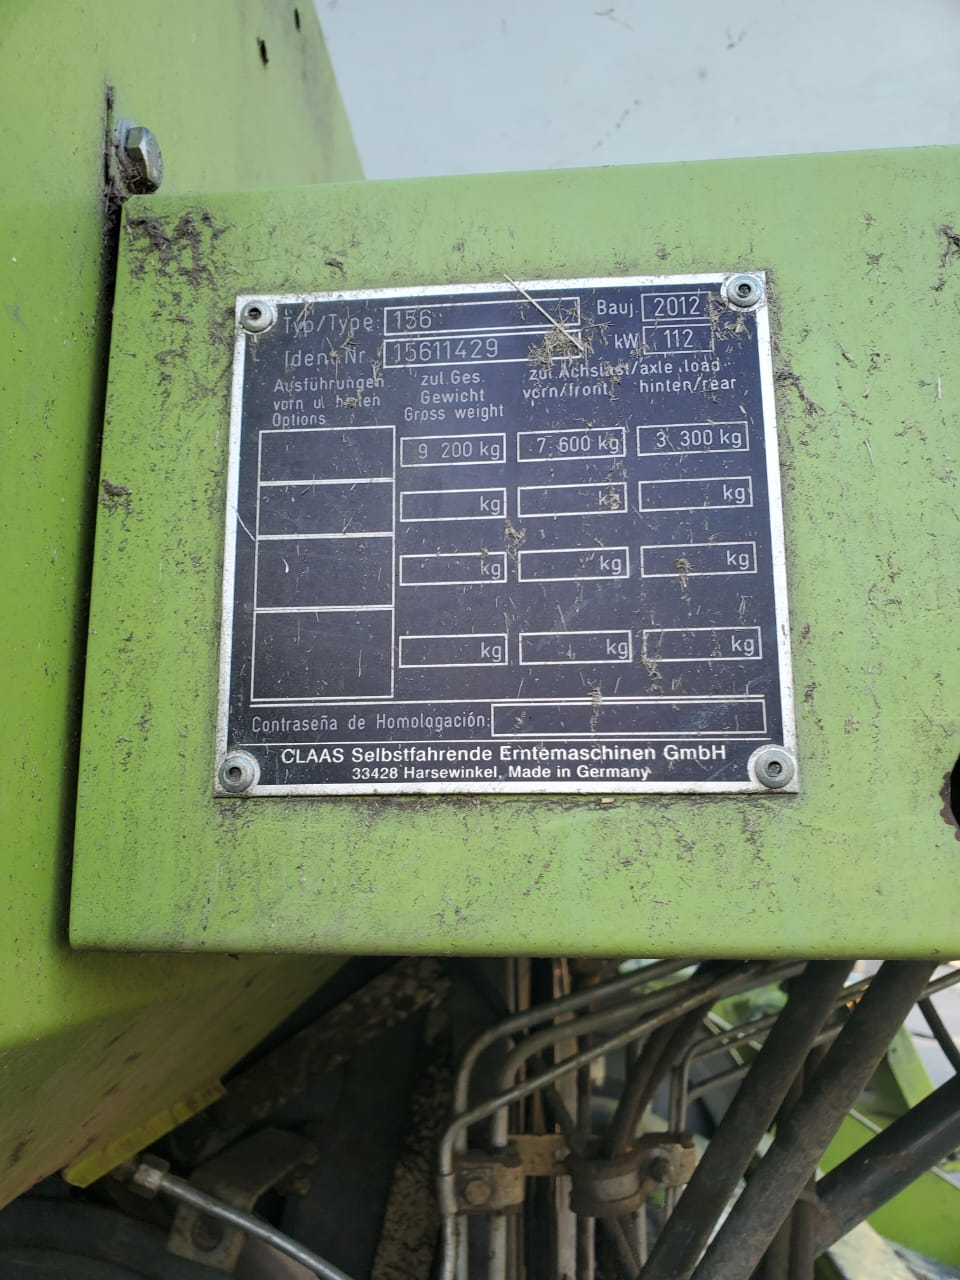 Typ/Type: 156 Bauj. 2012
Ident. Nr. 15611429 kW 112
Ausführungen zul. Ges. zul. Achslast/axle load
vorn u. hinten Gewicht vorn/front hinten/rear
Options Gross weight
9 200 kg 7 600 kg 3 300 kg
kg kg kg
kg kg kg
kg kg kg
Contraseña de Homologación:
CLAAS Selbstfahrende Erntemaschinen GmbH
33428 Harsewinkel, Made in Germany